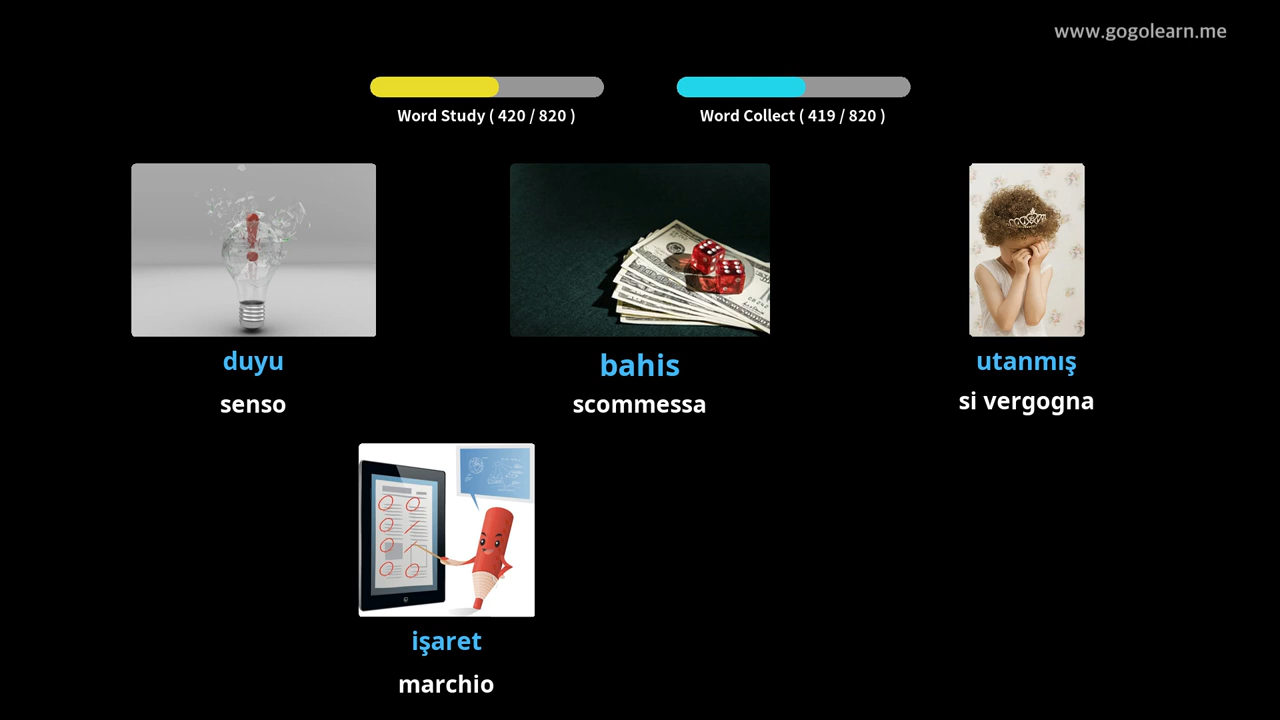 www.gogolearn.me
Word Study ( 420 / 820 )
Word Collect ( 419 / 820 )
duyu
senso
bahis
scommessa
utanmış
si vergogna
işaret
marchio